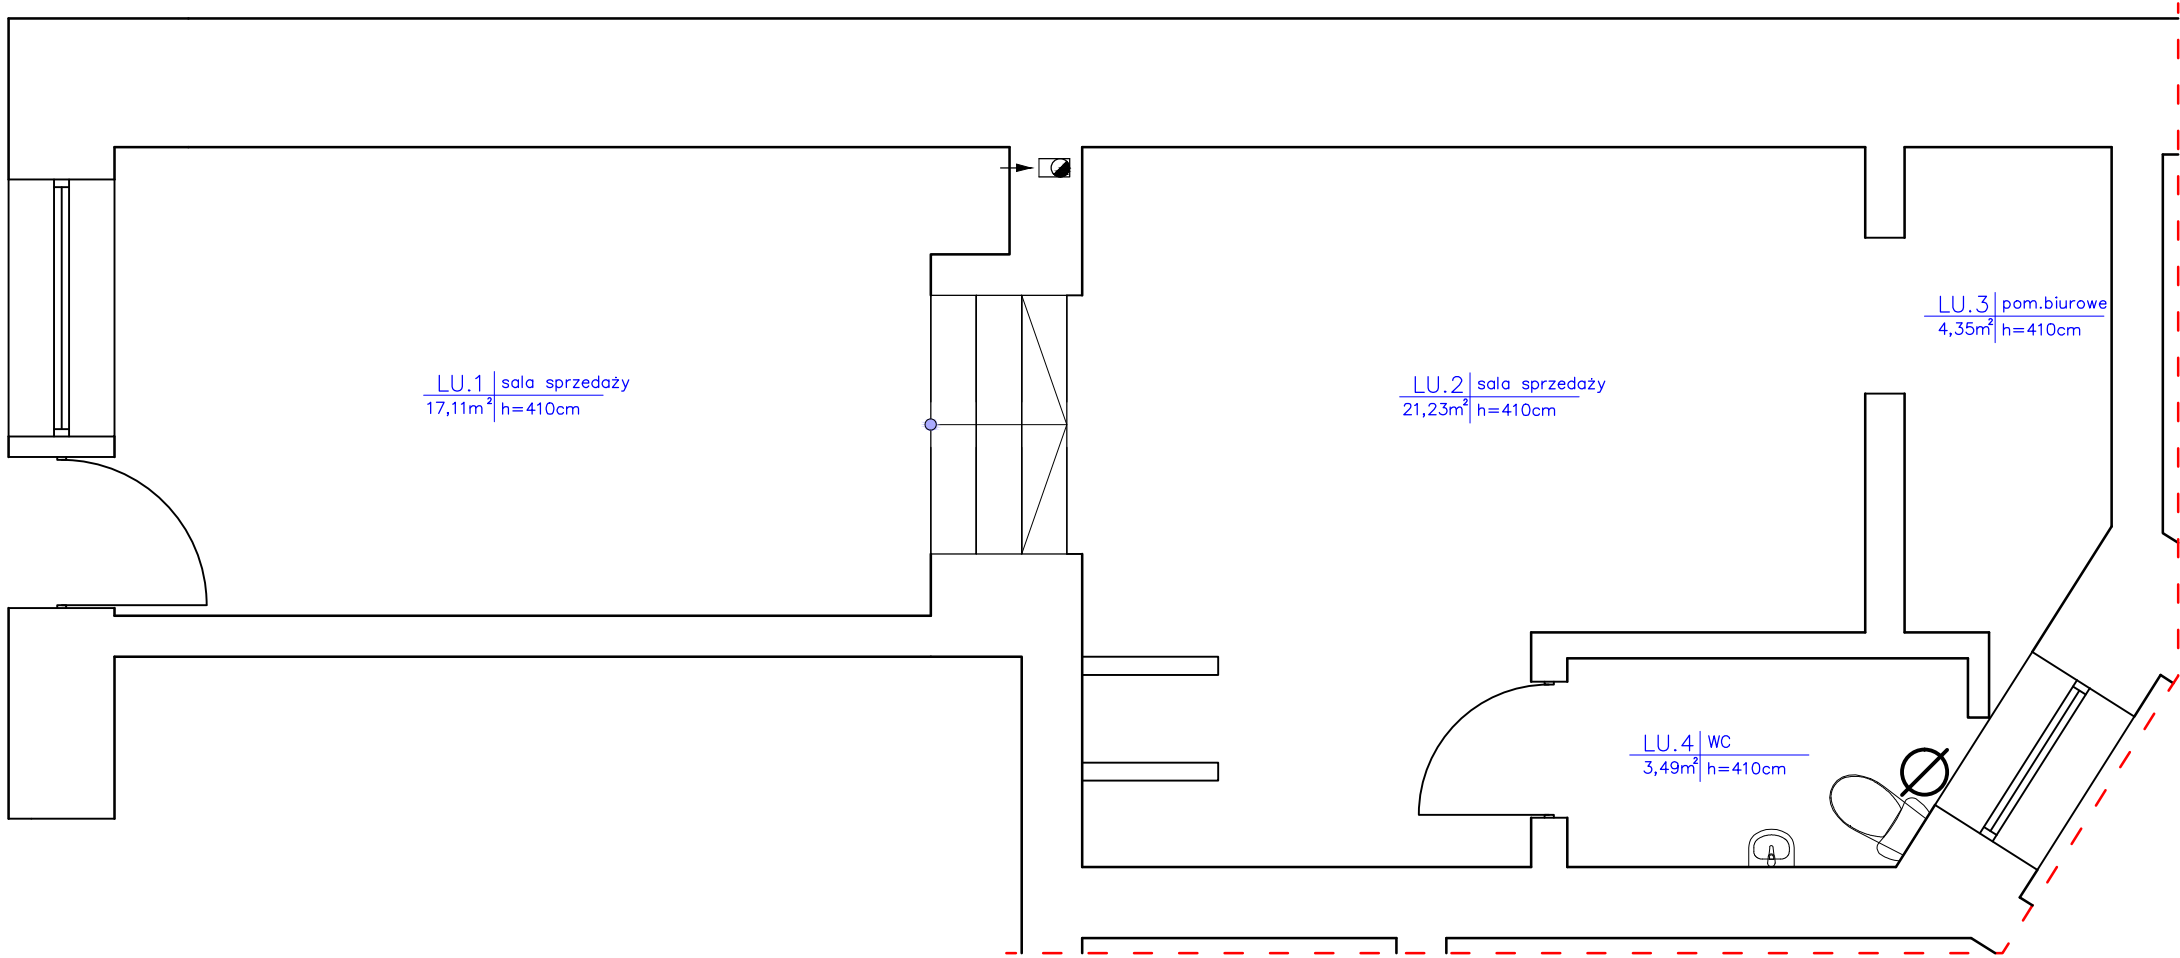 LU.1 sala sprzedaży
17,11m² h=410cm
LU.2 sala sprzedaży
21,23m² h=410cm
LU.3 pom.biurowe
4,35m² h=410cm
LU.4 WC
3,49m² h=410cm